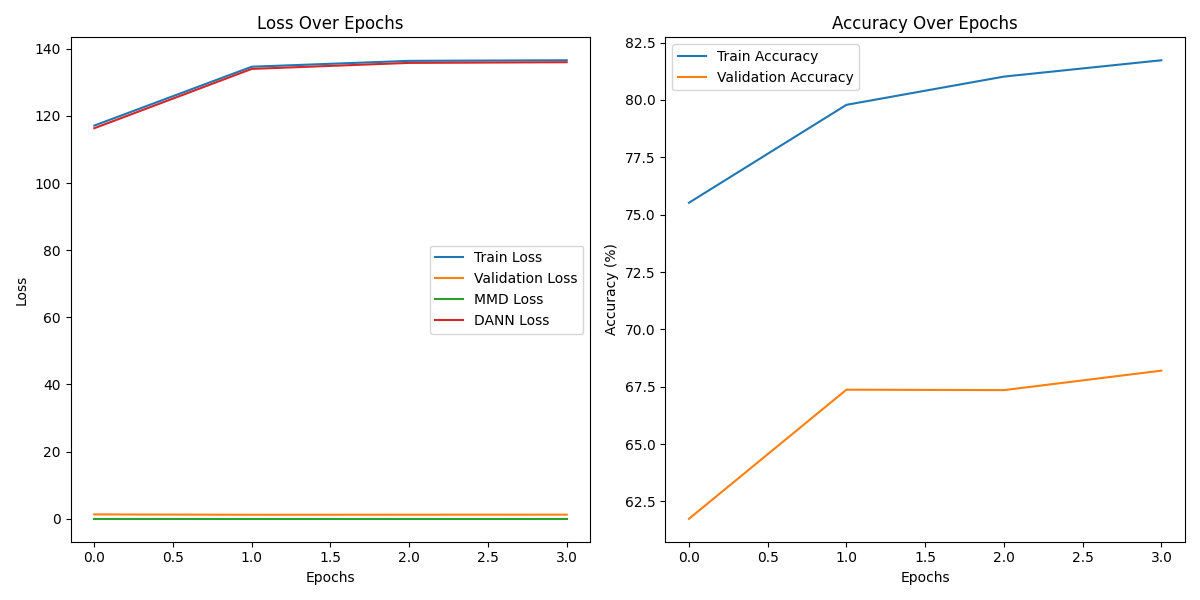 Loss Over Epochs
140
120
100
80
60
40
20
0
Loss
Train Loss
Validation Loss
MMD Loss
DANN Loss
0.0 0.5 1.0 1.5 2.0 2.5 3.0
Epochs
Accuracy Over Epochs
82.5
80.0
77.5
75.0
72.5
70.0
67.5
65.0
62.5
Accuracy (%)
Train Accuracy
Validation Accuracy
0.0 0.5 1.0 1.5 2.0 2.5 3.0
Epochs